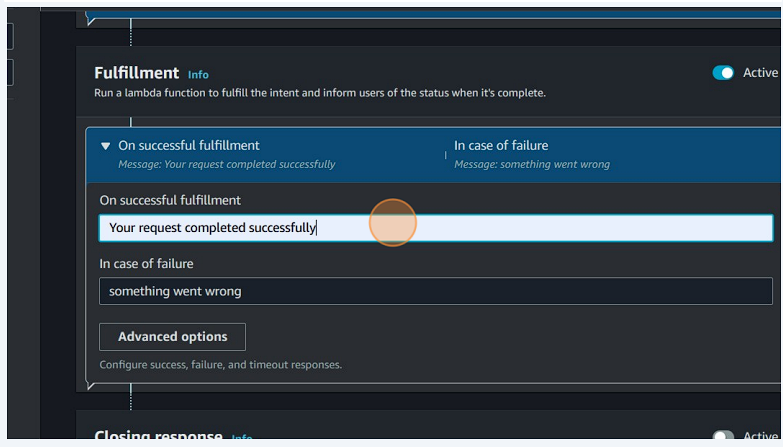 Fulfillment Info
Active
Run a lambda function to fulfill the intent and inform users of the status when it's complete.
On successful fulfillment
In case of failure
Message: Your request completed successfully
Message: something went wrong
On successful fulfillment
Your request completed successfully
In case of failure
something went wrong
Advanced options
Configure success, failure, and timeout responses.
Closing response Info
Active